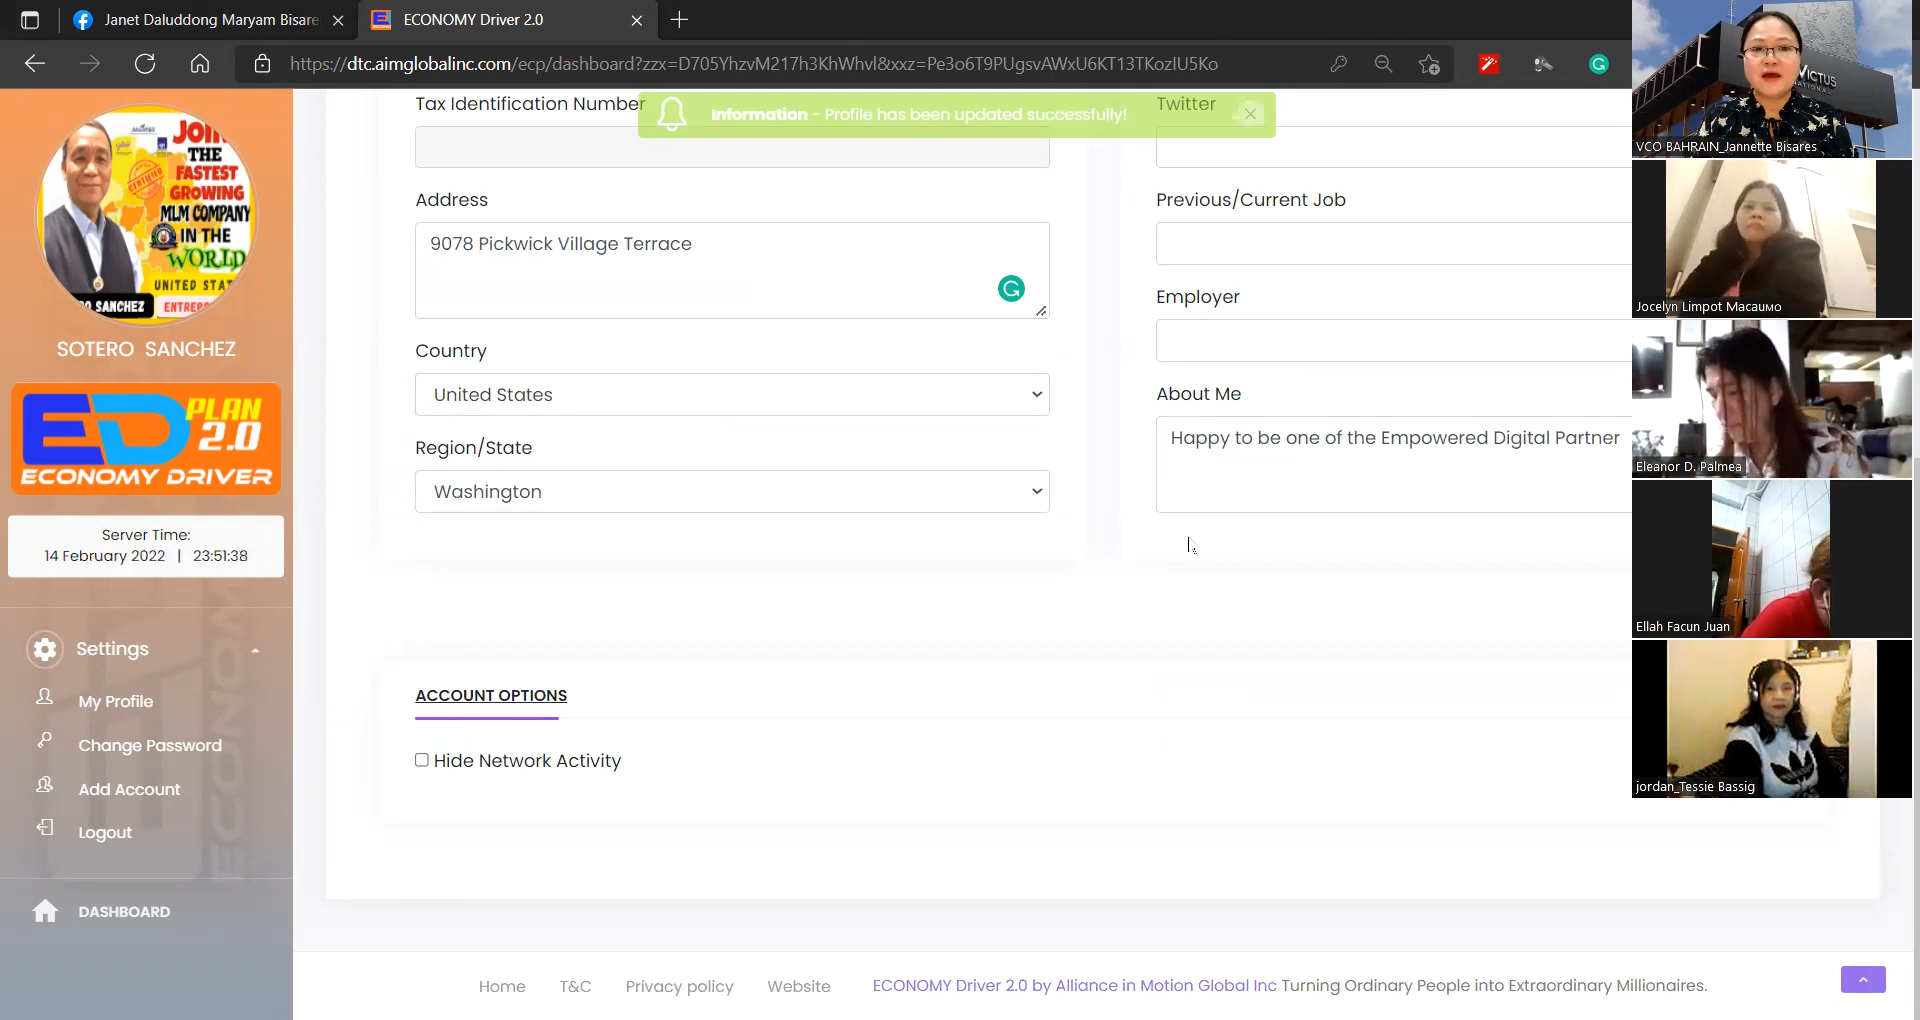 Janet Daluddong Maryam Bisare
ECONOMY Driver 2.0
https://dtc.aimglobalinc.com/ecp/dashboard?zzx=D705YhzvM217h3KhWhvl&xxz=Pe3o6T9PUgsvAWxU6KT13TKozIU5Ko
JOIN
THE
FASTEST
GROWING
MLM COMPANY
IN THE
WORLD
CERTIFIED
UNITED STA
O SANCHEZ
ENTREPR
SOTERO SANCHEZ
ED PLAN 2.0
ECONOMY DRIVER
Server Time:
14 February 2022 | 23:51:38
Settings
My Profile
Change Password
Add Account
Logout
DASHBOARD
Information - Profile has been updated successfully!
Tax Identification Number
Address
9078 Pickwick Village Terrace
Country
United States
Region/State
Washington
Twitter
Previous/Current Job
Employer
About Me
Happy to be one of the Empowered Digital Partner
ACCOUNT OPTIONS
Hide Network Activity
Home T&C Privacy policy Website ECONOMY Driver 2.0 by Alliance in Motion Global Inc Turning Ordinary People into Extraordinary Millionaires.
VICTUS
VCO BAHRAIN_Jannette Bisares
Jocelyn Limpot Macaumo
Eleanor D. Palmea
Ellah Facun Juan
jordan_Tessie Bassig